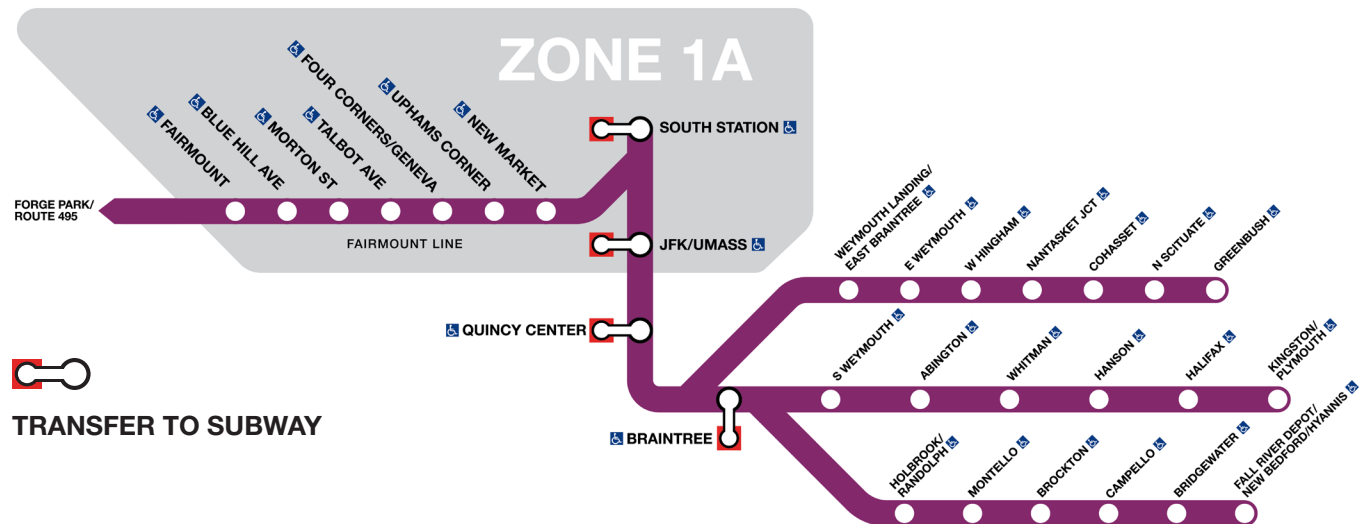 ZONE 1A
FAIRMOUNT
BLUE HILL AVE
MORTON ST
TALBOT AVE
FOUR CORNERS/GENEVA
UPHAMS CORNER
NEW MARKET
SOUTH STATION
FORGE PARK/
ROUTE 495
FAIRMOUNT LINE
JFK/UMASS
QUINCY CENTER
WEYMOUTH LANDING/
EAST BRAINTREE
E WEYMOUTH
W HINGHAM
NANTASKET JCT
COHASSET
N SCITUATE
GREENBUSH
S WEYMOUTH
ABINGTON
WHITMAN
HANSON
HALIFAX
KINGSTON/
PLYMOUTH
TRANSFER TO SUBWAY
BRAINTREE
HOLBROOK/
RANDOLPH
MONTELLO
BROCKTON
CAMPELLO
BRIDGEWATER
FALL RIVER DEPOT/
NEW BEDFORD/HYANNIS